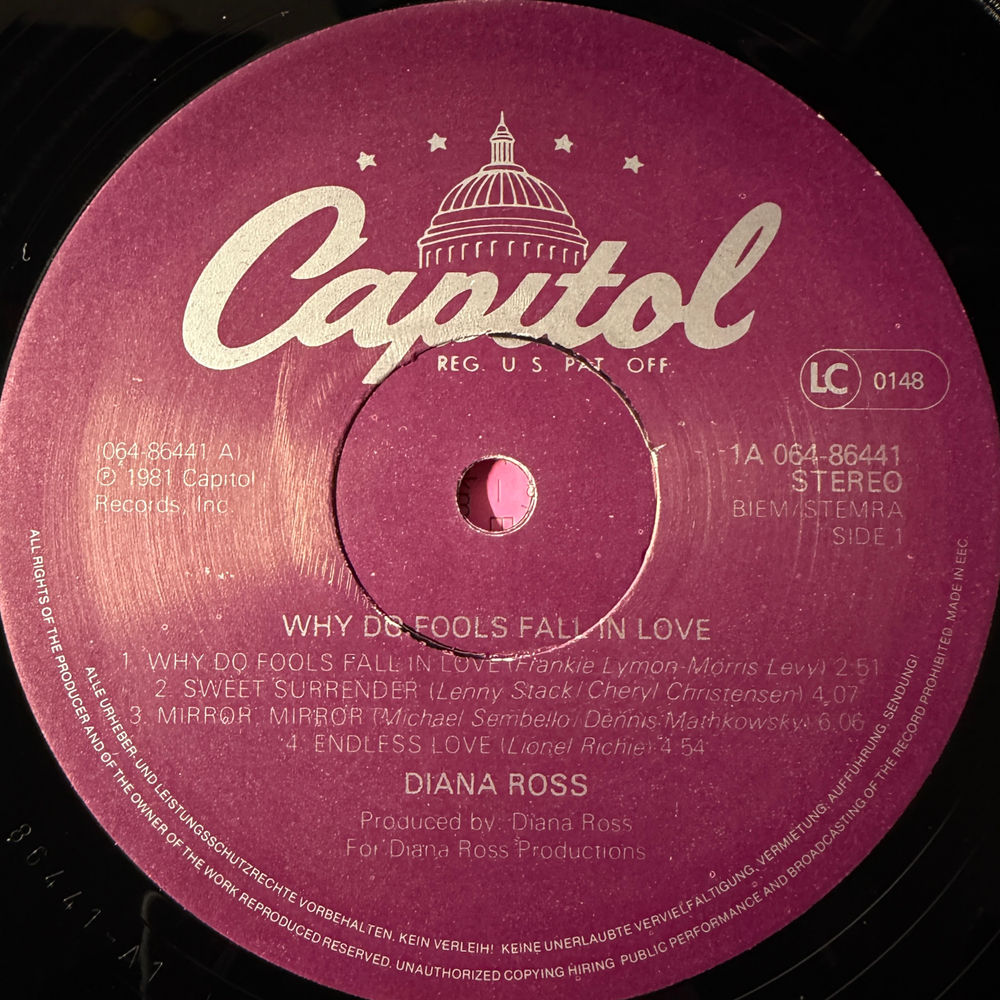 Capitol
REG. U.S. PAT. OFF.
LC 0148
(064-86441 A)
℗ 1981 Capitol
Records, Inc.
1A 064-86441
STEREO
BIEM/STEMRA
SIDE 1
WHY DO FOOLS FALL IN LOVE
1. WHY DO FOOLS FALL IN LOVE (Frankie Lymon-Morris Levy) 2.51
2. SWEET SURRENDER (Lenny Stack/Cheryl Christensen) 4.07
3. MIRROR, MIRROR (Michael Sembello/Dennis Mathkowsky) 6.06
4. ENDLESS LOVE (Lionel Richie) 4.54
DIANA ROSS
Produced by: Diana Ross
For Diana Ross Productions
ALLE URHEBER- UND LEISTUNGSSCHUTZRECHTE VORBEHALTEN. KEIN VERLEIH! KEINE UNERLAUBTE VERVIELFÄLTIGUNG, VERMIETUNG, AUFFÜHRUNG, SENDUNG!
ALL RIGHTS OF THE PRODUCER AND OF THE OWNER OF THE WORK REPRODUCED RESERVED. UNAUTHORIZED COPYING HIRING PUBLIC PERFORMANCE AND BROADCASTING OF THE RECORD PROHIBITED MADE IN EEC.
86441-A1